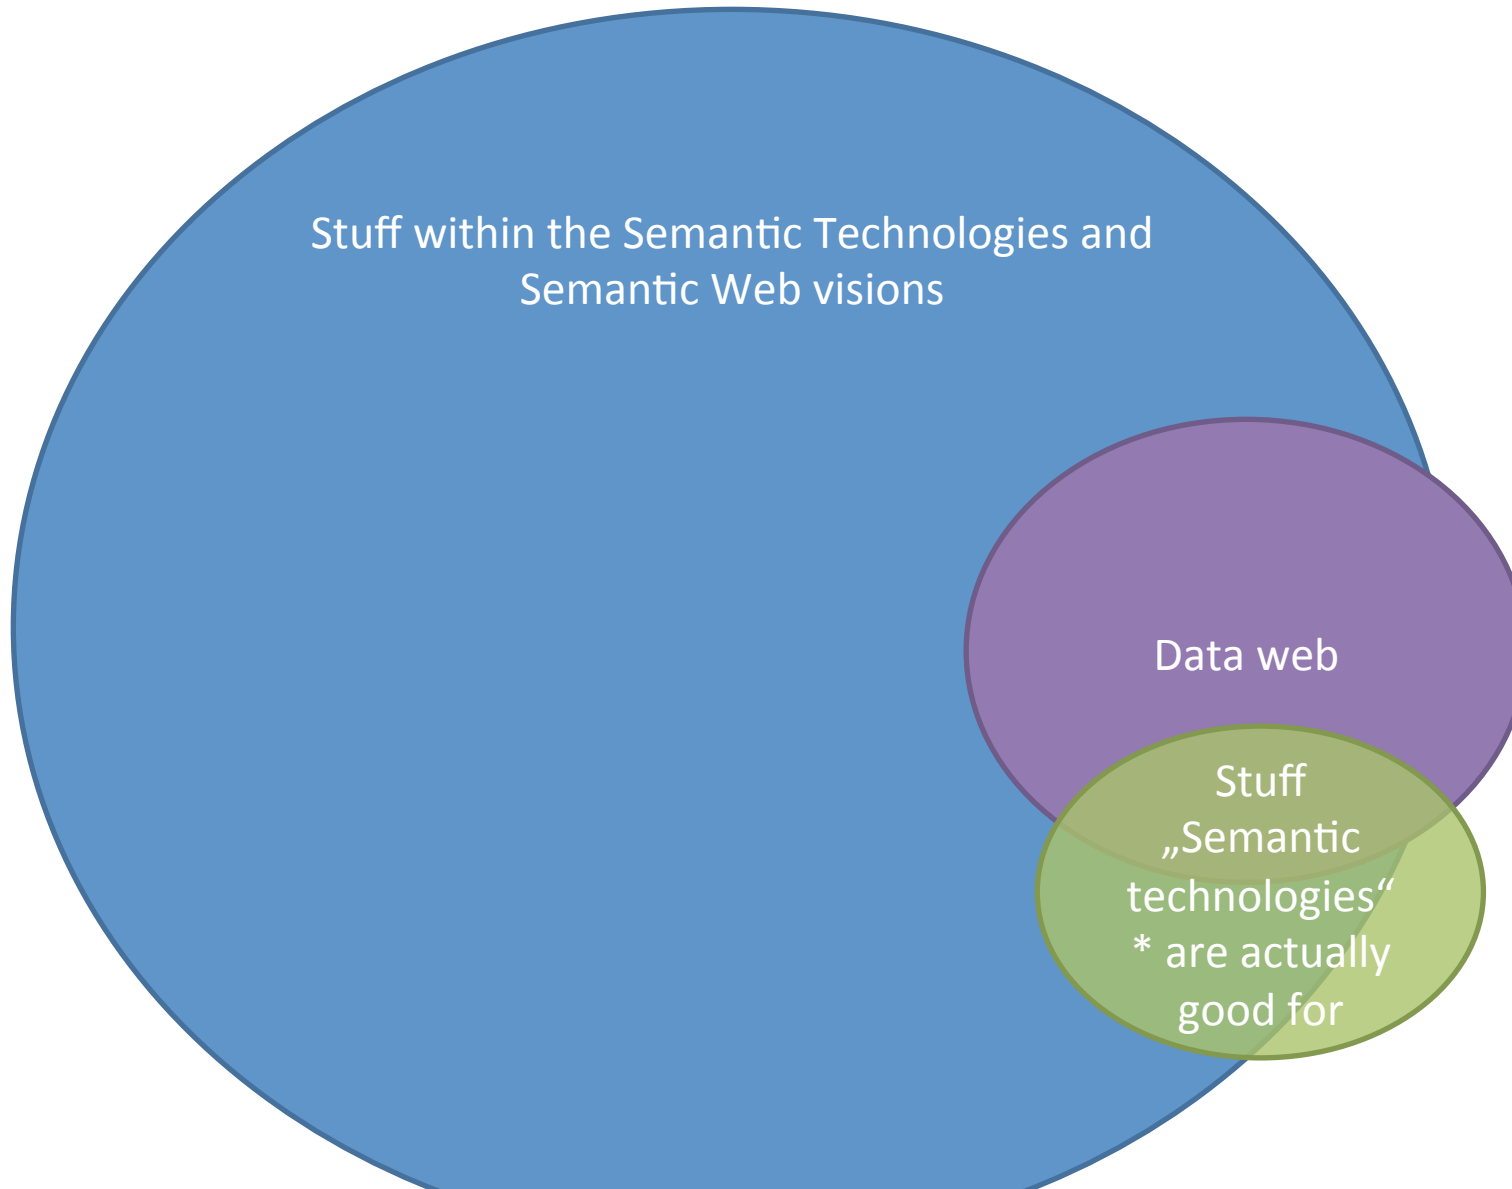 Stuff within the Semantic Technologies and
Semantic Web visions
Data web
Stuff
„Semantic
technologies“
* are actually
good for